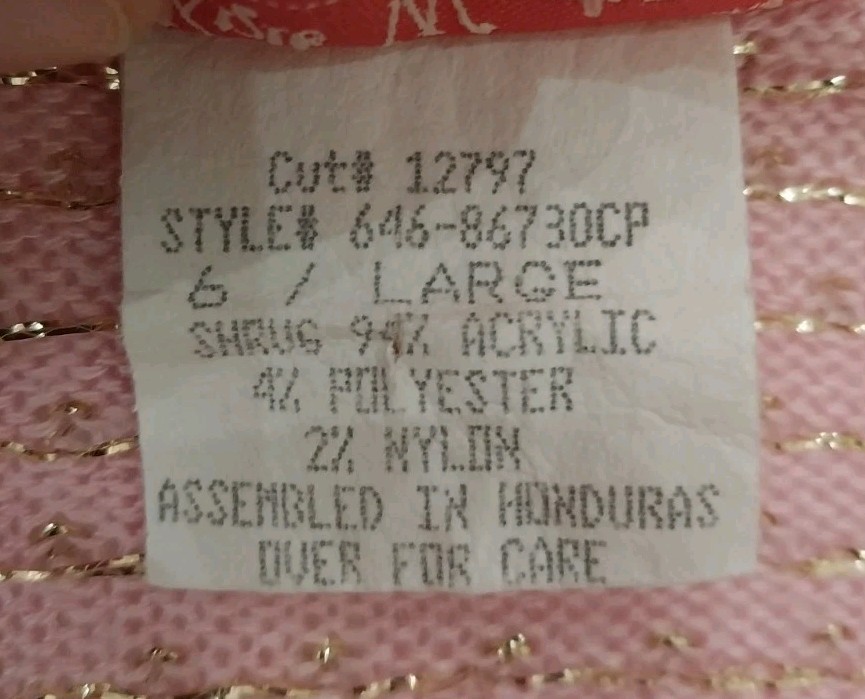 Cut# 12797
STYLE# 646-86730CP
6 / LARGE
SHRUG 94% ACRYLIC
4% POLYESTER
2% NYLON
ASSEMBLED IN HONDURAS
OVER FOR CARE